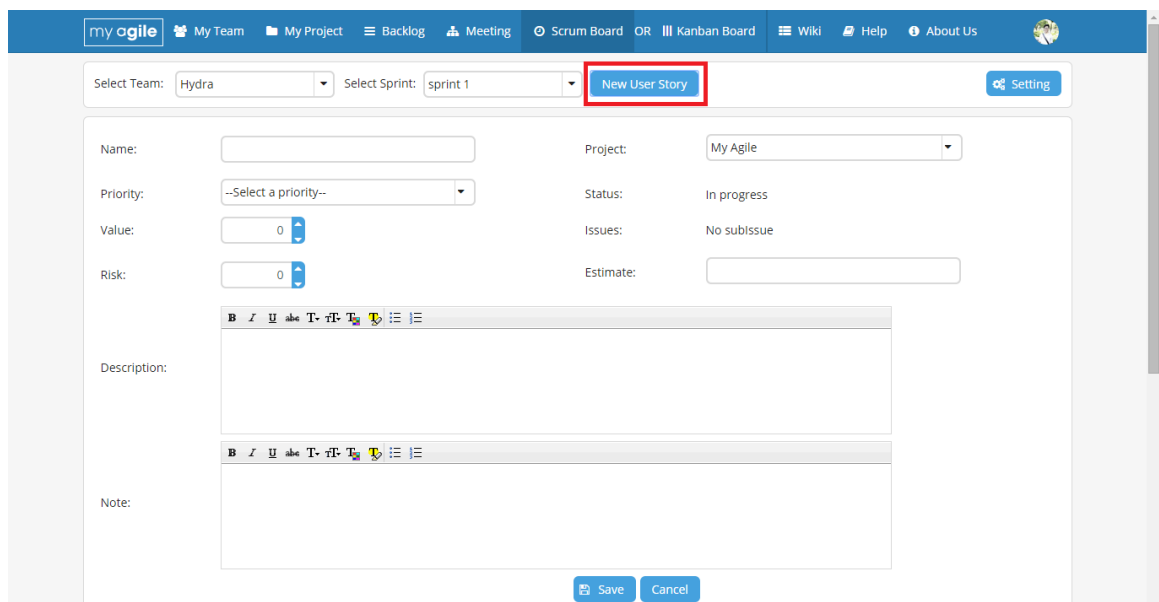 my agile My Team My Project Backlog Meeting Scrum Board OR Kanban Board Wiki Help About Us
Select Team: Hydra Select Sprint: sprint 1 New User Story Setting
Name: Project: My Agile
Priority: --Select a priority-- Status: In progress
Value: 0 Issues: No subIssue
Risk: 0 Estimate:
B I U abc T T T T
Description:
B I U abc T T T T
Note:
Save Cancel